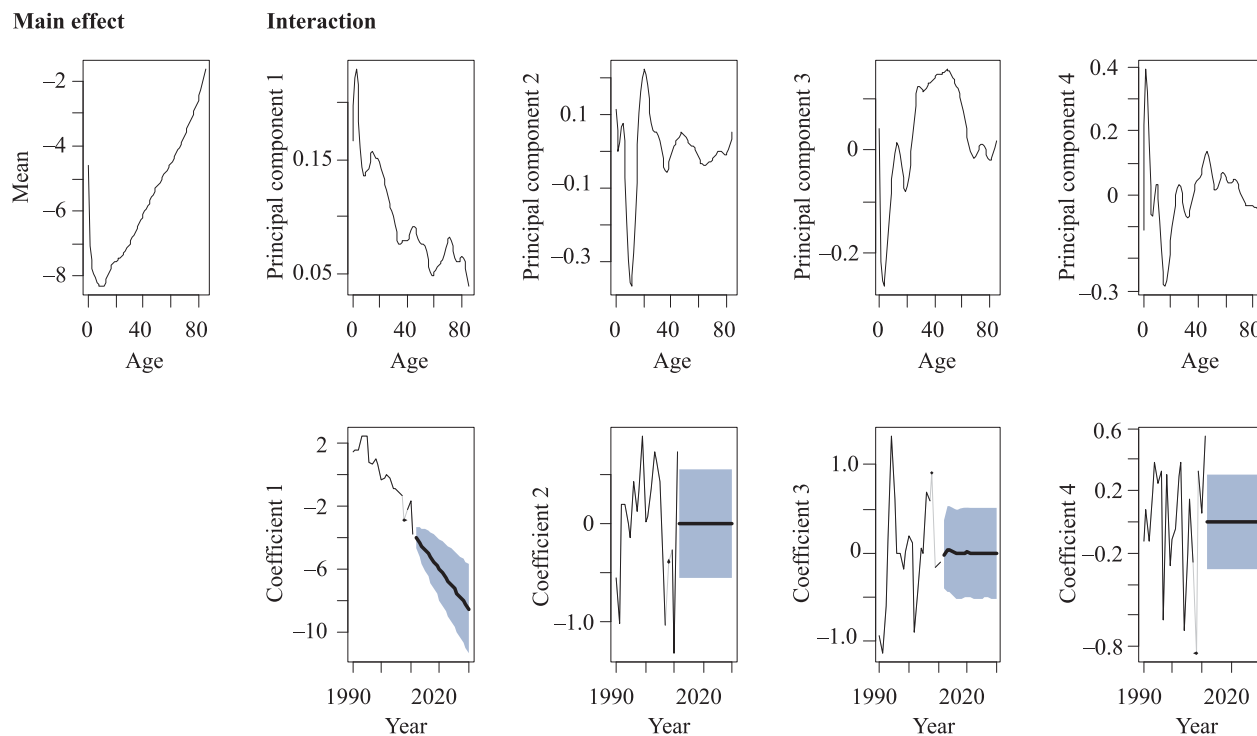 Main effect
Interaction
Mean
−2
−4
−6
−8
0 40 80
Age
Principal component 1
0.15
0.05
0 40 80
Age
Principal component 2
0.1
−0.1
−0.3
0 40 80
Age
Principal component 3
0
−0.2
0 40 80
Age
Principal component 4
0.4
0.2
0
−0.3
0 40 80
Age
Coefficient 1
2
−2
−6
−10
1990 2020
Year
Coefficient 2
0
−1.0
1990 2020
Year
Coefficient 3
1.0
0
−1.0
1990 2020
Year
Coefficient 4
0.6
0.2
−0.2
−0.8
1990 2020
Year